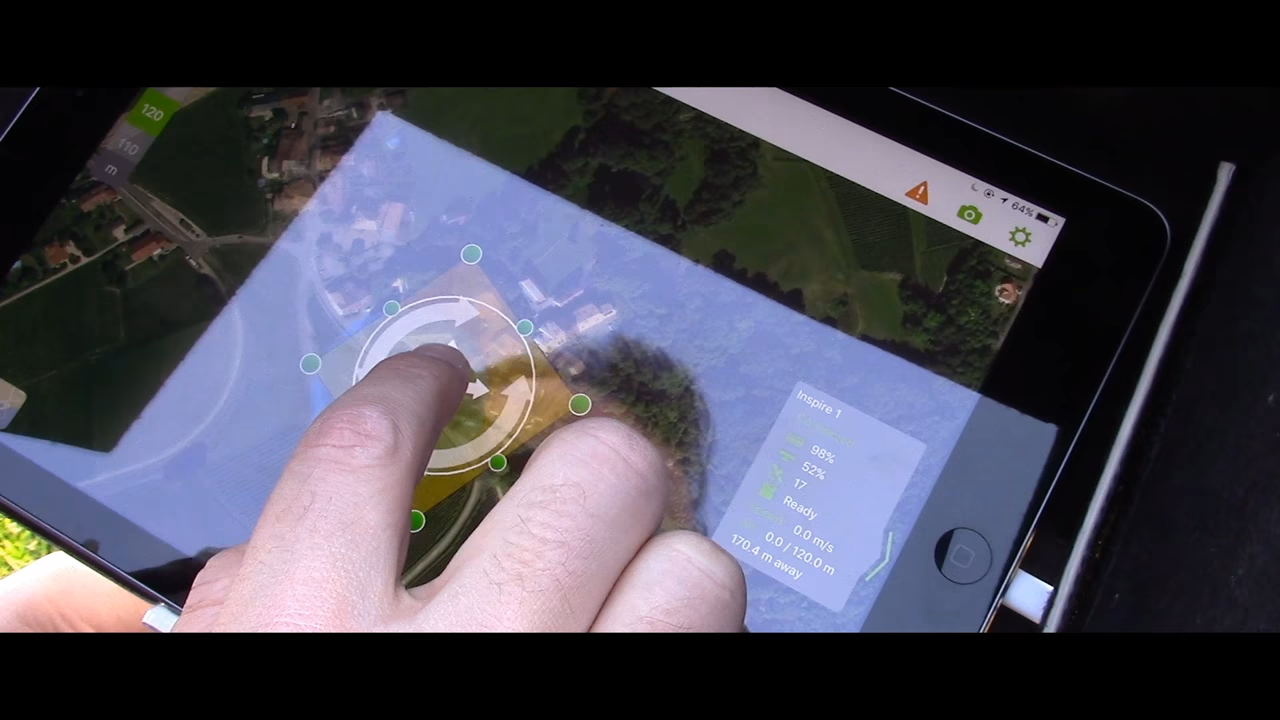 120
110
m
64%
Inspire 1
98%
52%
17
Ready
0.0 m/s
0.0 / 120.0 m
170.4 m away